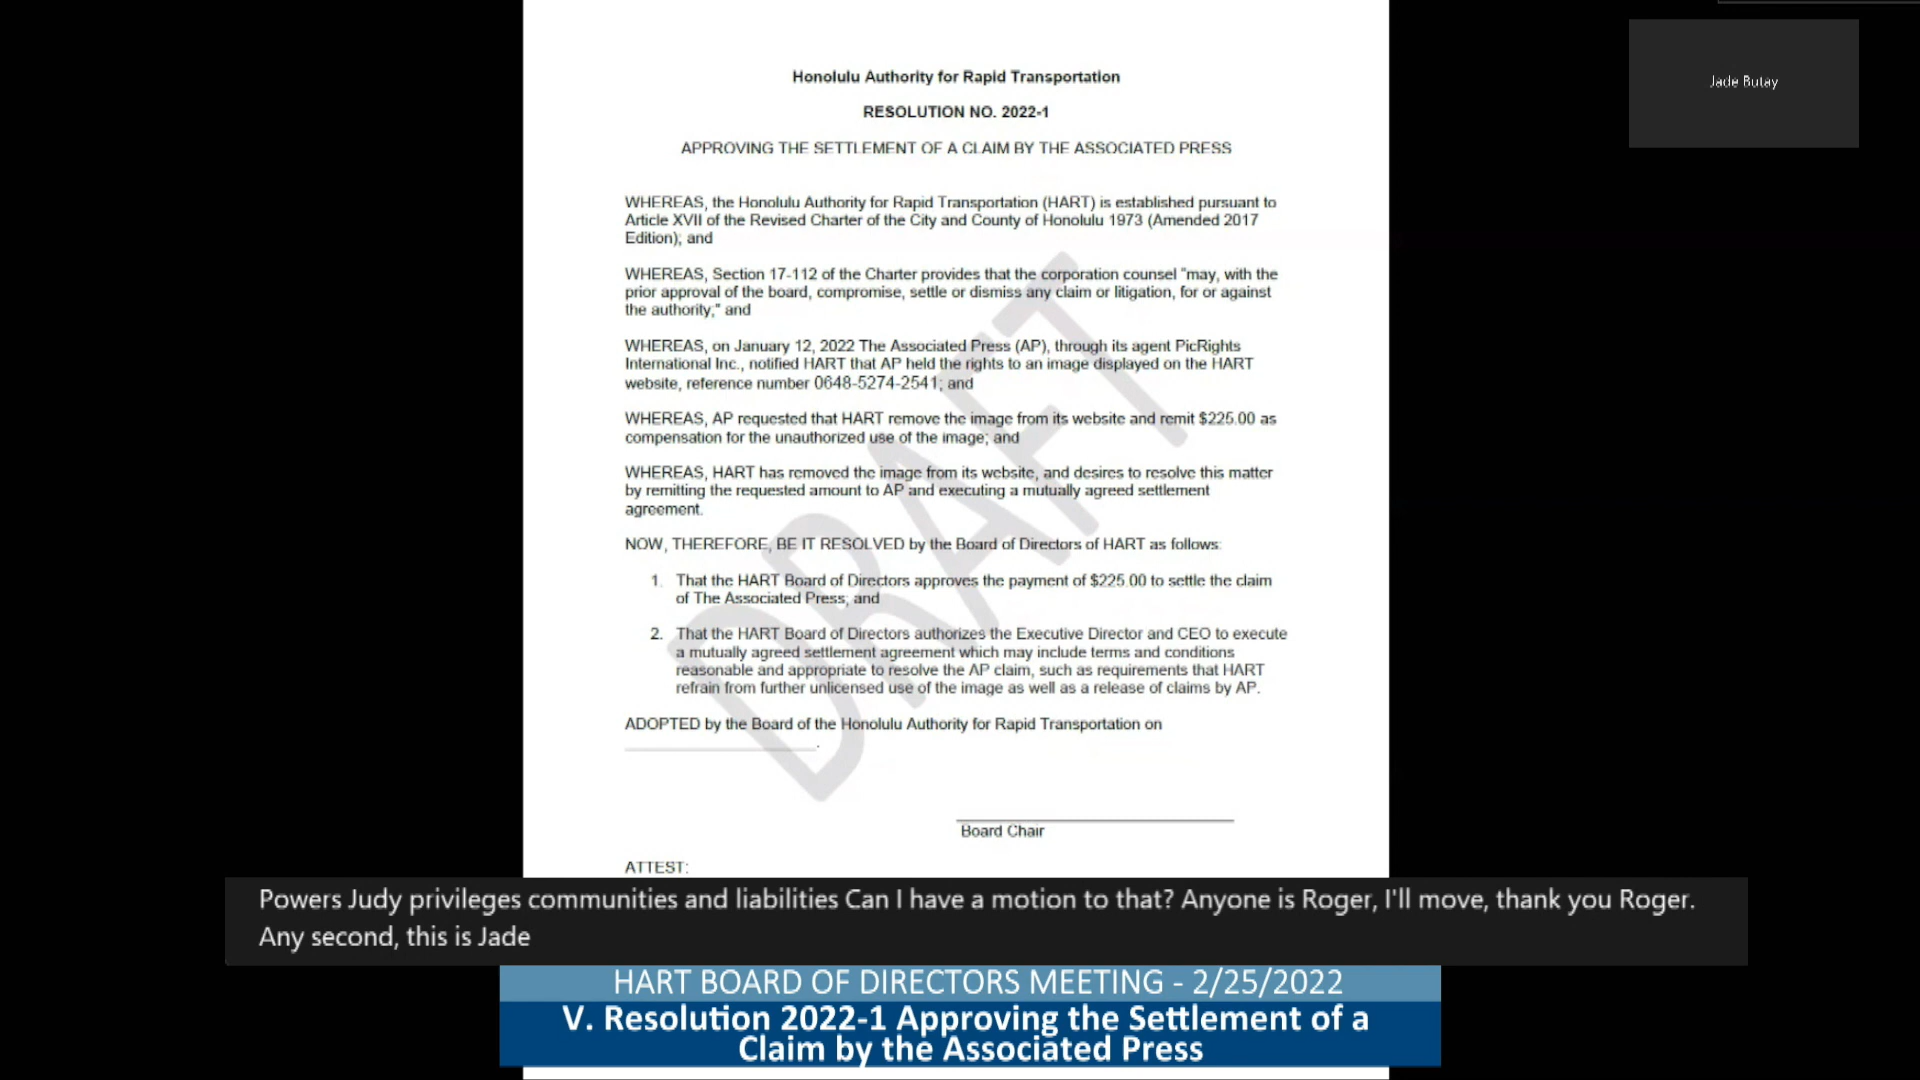 Honolulu Authority for Rapid Transportation
Jade Butay
RESOLUTION NO. 2022-1
APPROVING THE SETTLEMENT OF A CLAIM BY THE ASSOCIATED PRESS
WHEREAS, the Honolulu Authority for Rapid Transportation (HART) is established pursuant to
Article XVII of the Revised Charter of the City and County of Honolulu 1973 (Amended 2017
Edition); and
WHEREAS, Section 17-112 of the Charter provides that the corporation counsel "may, with the
prior approval of the board, compromise, settle or dismiss any claim or litigation, for or against
the authority;" and
WHEREAS, on January 12, 2022 The Associated Press (AP), through its agent PicRights
International Inc., notified HART that AP held the rights to an image displayed on the HART
website, reference number 0648-5274-2541; and
WHEREAS, AP requested that HART remove the image from its website and remit $225.00 as
compensation for the unauthorized use of the image; and
WHEREAS, HART has removed the image from its website, and desires to resolve this matter
by remitting the requested amount to AP and executing a mutually agreed settlement
agreement.
NOW, THEREFORE, BE IT RESOLVED by the Board of Directors of HART as follows:
1. That the HART Board of Directors approves the payment of $225.00 to settle the claim
of The Associated Press; and
2. That the HART Board of Directors authorizes the Executive Director and CEO to execute
a mutually agreed settlement agreement which may include terms and conditions
reasonable and appropriate to resolve the AP claim, such as requirements that HART
refrain from further unlicensed use of the image as well as a release of claims by AP.
ADOPTED by the Board of the Honolulu Authority for Rapid Transportation on
.
DRAFT
Board Chair
ATTEST:
Powers Judy privileges communities and liabilities Can I have a motion to that? Anyone is Roger, I'll move, thank you Roger.
Any second, this is Jade
HART BOARD OF DIRECTORS MEETING - 2/25/2022
V. Resolution 2022-1 Approving the Settlement of a
Claim by the Associated Press